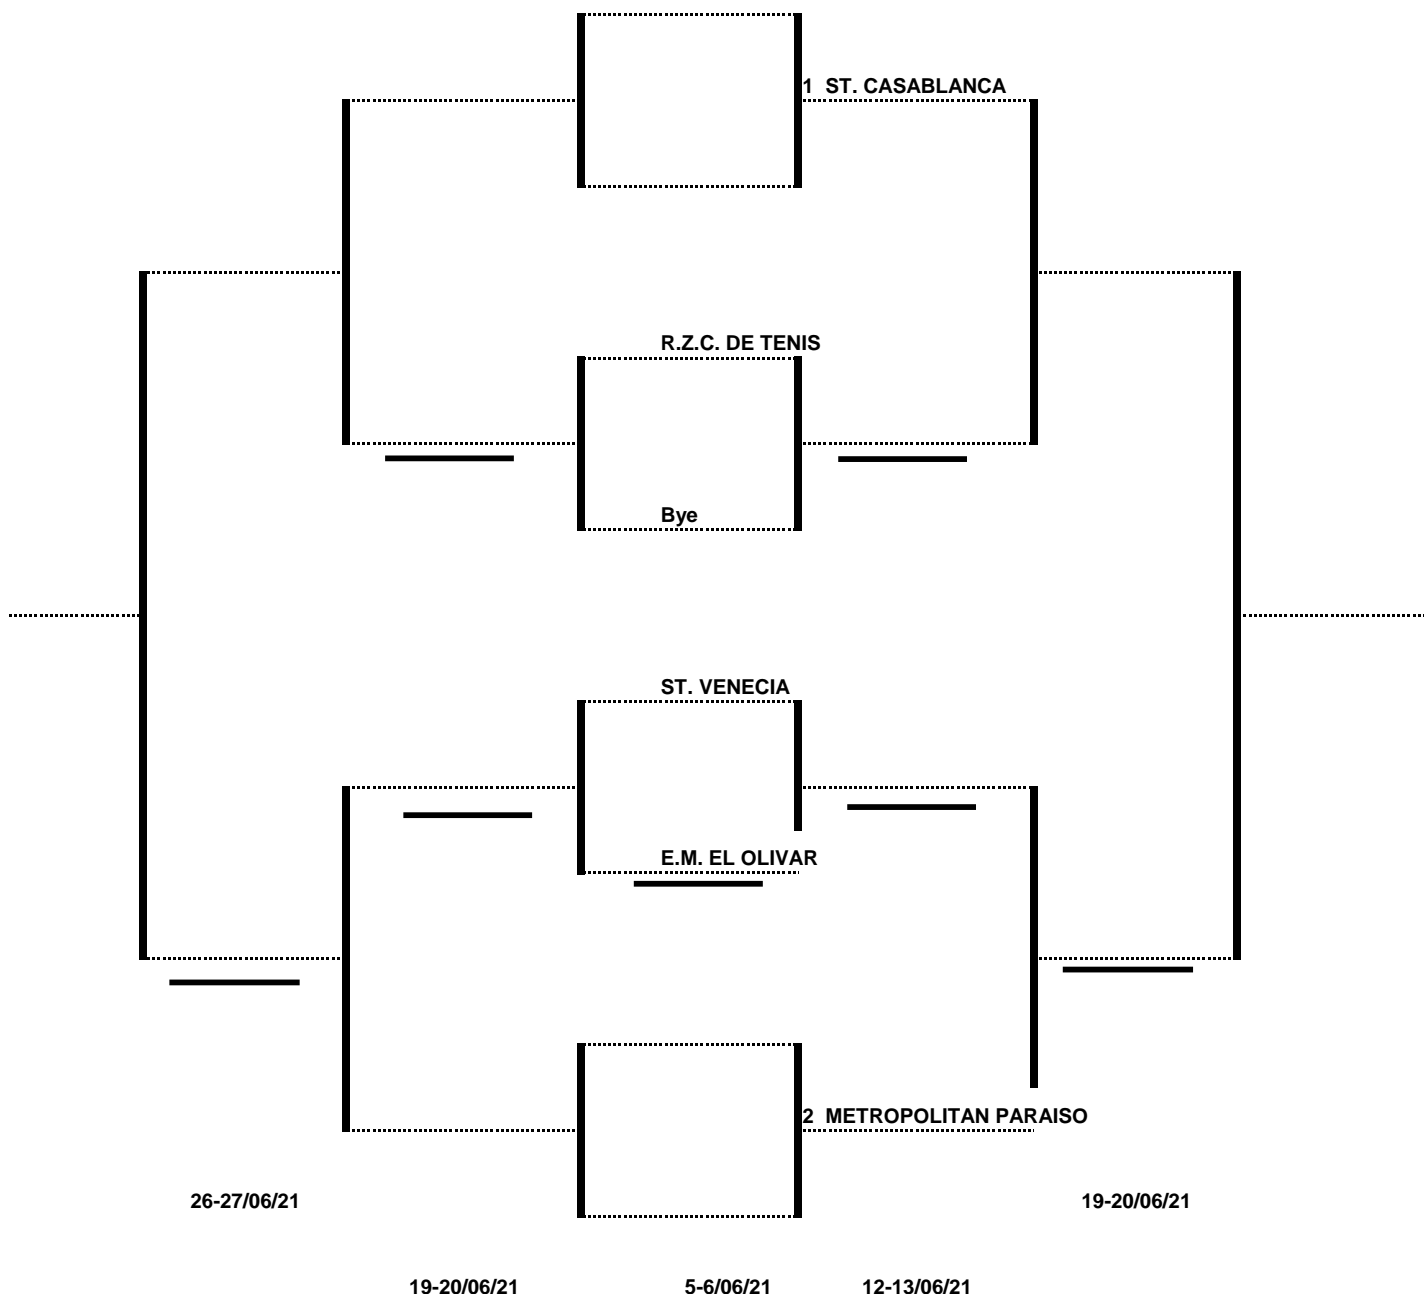 1 ST. CASABLANCA
R.Z.C. DE TENIS
Bye
ST. VENECIA
E.M. EL OLIVAR
2 METROPOLITAN PARAISO
26-27/06/21 19-20/06/21
19-20/06/21 5-6/06/21 12-13/06/21